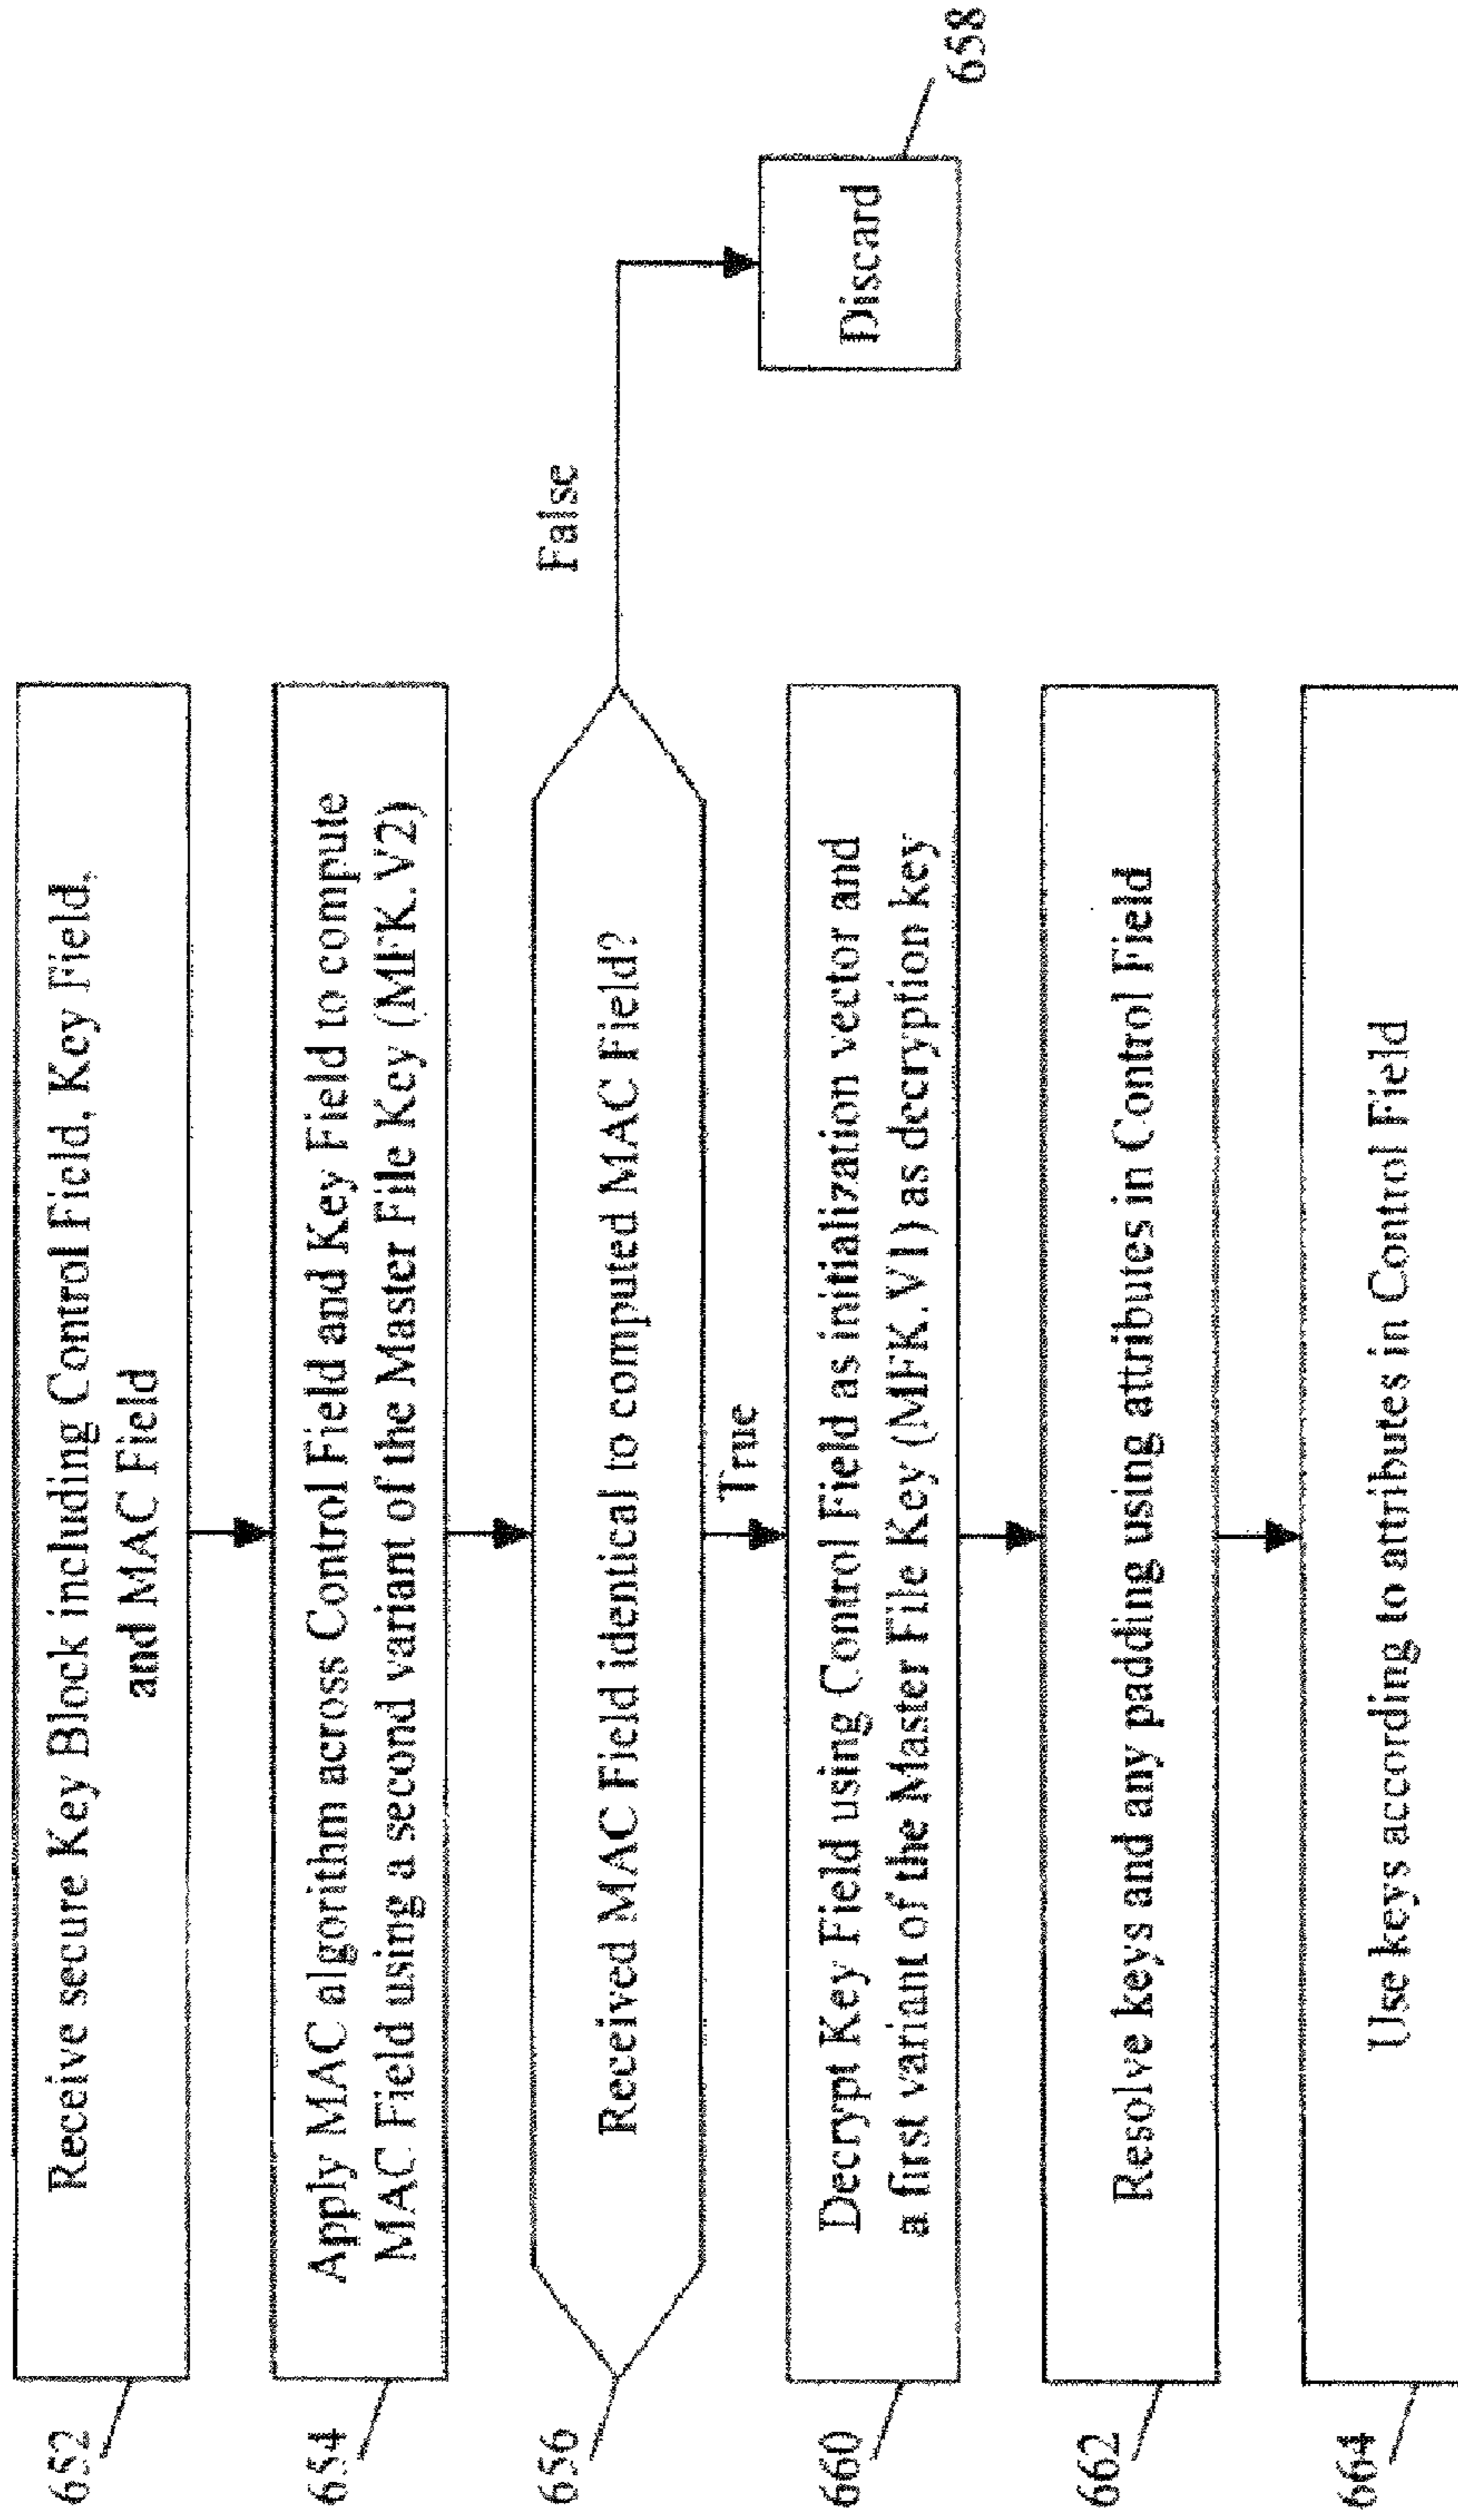 652
Receive secure Key Block including Control Field, Key Field,
and MAC Field
654
Apply MAC algorithm across Control Field and Key Field to compute
MAC Field using a second variant of the Master File Key (MFK.V2)
656
Received MAC Field identical to computed MAC Field?
False
Discard
658
True
660
Decrypt Key Field using Control Field as initialization vector and
a first variant of the Master File Key (MFK.V1) as decryption key
662
Resolve keys and any padding using attributes in Control Field
664
Use keys according to attributes in Control Field